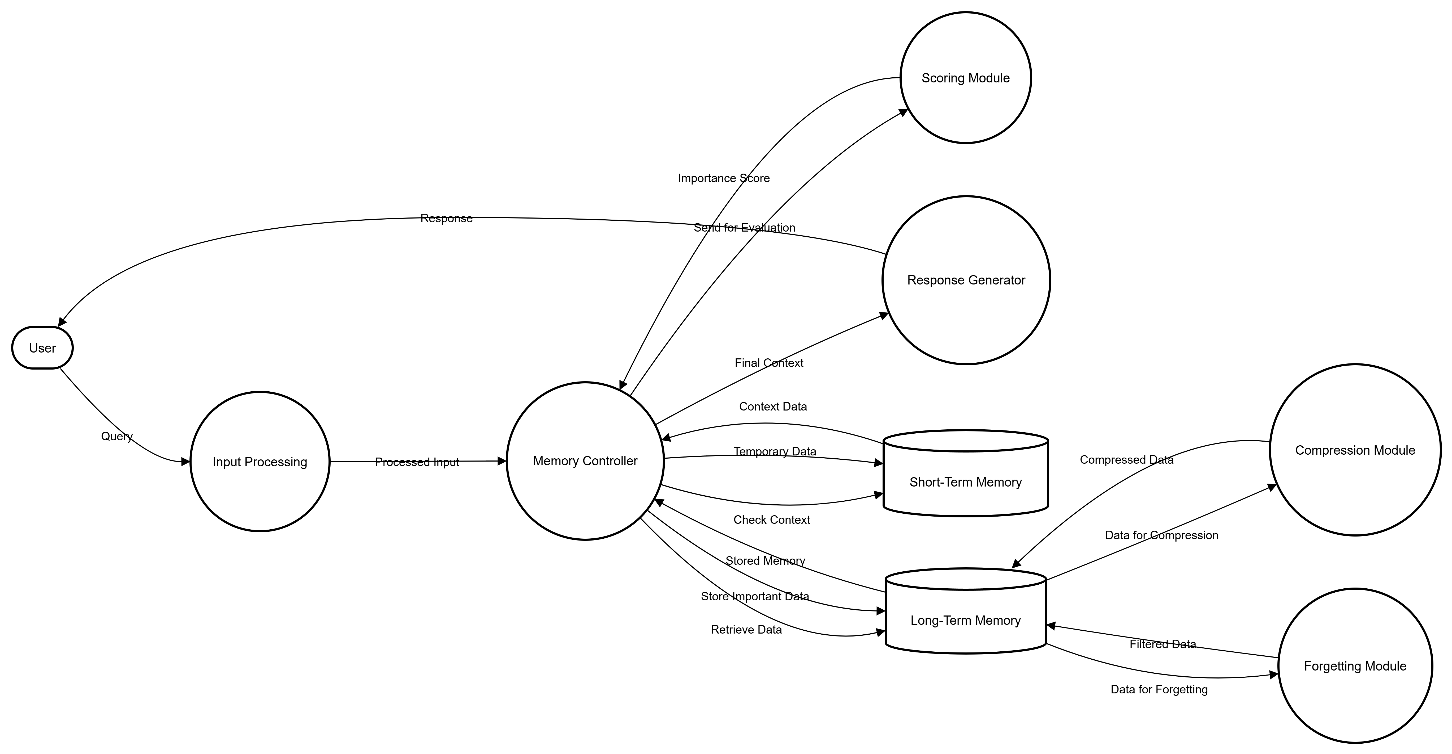 Scoring Module
Importance Score
Response
Send for Evaluation
Response Generator
User
Final Context
Context Data
Query
Temporary Data
Compressed Data
Compression Module
Input Processing
Processed Input
Memory Controller
Short-Term Memory
Check Context
Data for Compression
Stored Memory
Store Important Data
Retrieve Data
Long-Term Memory
Filtered Data
Forgetting Module
Data for Forgetting